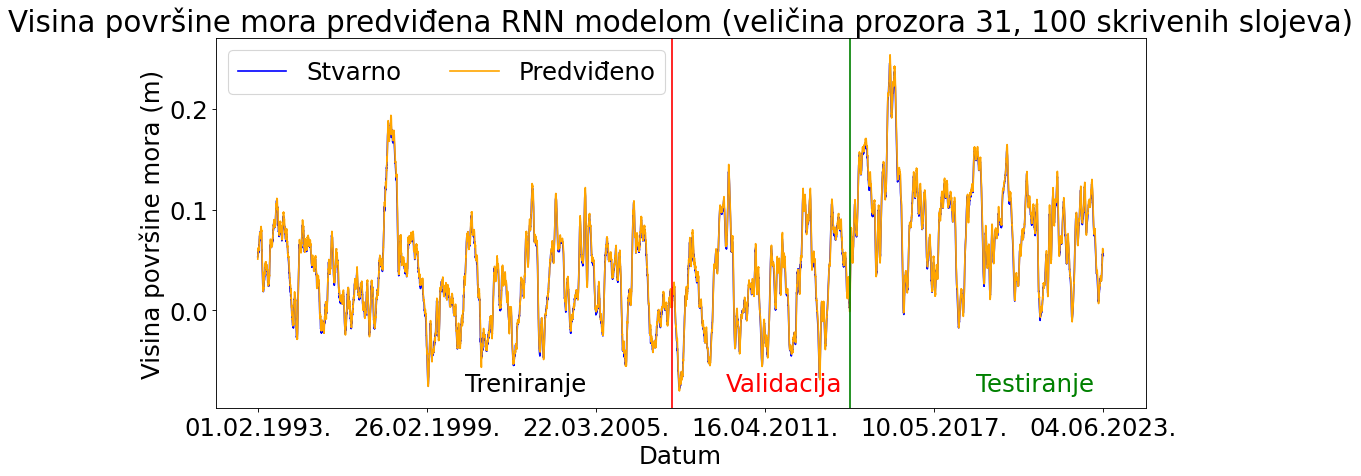 Visina površine mora predviđena RNN modelom (veličina prozora 31, 100 skrivenih slojeva)
Stvarno Predviđeno
Visina površine mora (m)
0.2
0.1
0.0
Treniranje Validacija Testiranje
01.02.1993. 26.02.1999. 22.03.2005. 16.04.2011. 10.05.2017. 04.06.2023.
Datum